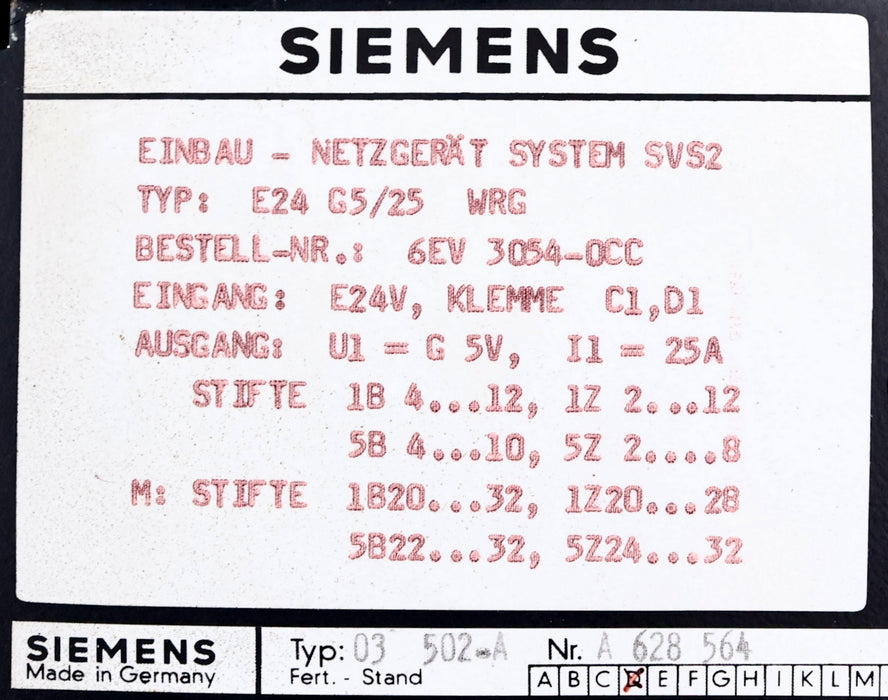 SIEMENS
EINBAU - NETZGERÄT SYSTEM SVS2
TYP: E24 G5/25 WRG
BESTELL-NR.: 6EV 3054-0CC
EINGANG: E24V, KLEMME C1,D1
AUSGANG: U1 = G 5V, I1 = 25A
STIFTE 1B 4...12, 1Z 2...12
5B 4...10, 5Z 2....8
M: STIFTE 1B20...32, 1Z20...28
5B22...32, 5Z24...32
SIEMENS Typ: 03 502-A Nr. A 628 564
Made in Germany Fert. - Stand A B C D E F G H I K L M